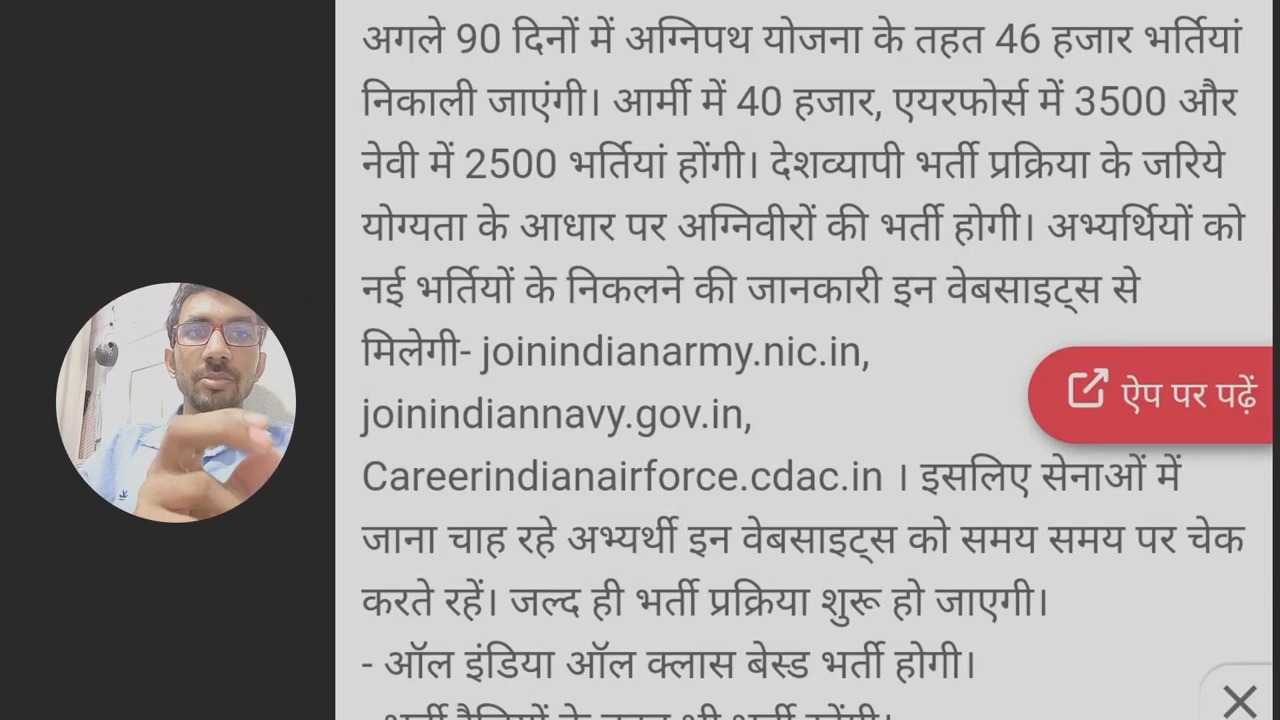 अगले 90 दिनों में अग्निपथ योजना के तहत 46 हजार भर्तियां
निकाली जाएंगी। आर्मी में 40 हजार, एयरफोर्स में 3500 और
नेवी में 2500 भर्तियां होंगी। देशव्यापी भर्ती प्रक्रिया के जरिये
योग्यता के आधार पर अग्निवीरों की भर्ती होगी। अभ्यर्थियों को
नई भर्तियों के निकलने की जानकारी इन वेबसाइट्स से
मिलेगी- joinindianarmy.nic.in,
joinindiannavy.gov.in,
Careerindianairforce.cdac.in । इसलिए सेनाओं में
जाना चाह रहे अभ्यर्थी इन वेबसाइट्स को समय समय पर चेक
करते रहें। जल्द ही भर्ती प्रक्रिया शुरू हो जाएगी।
- ऑल इंडिया ऑल क्लास बेस्ड भर्ती होगी।
ऐप पर पढ़ें